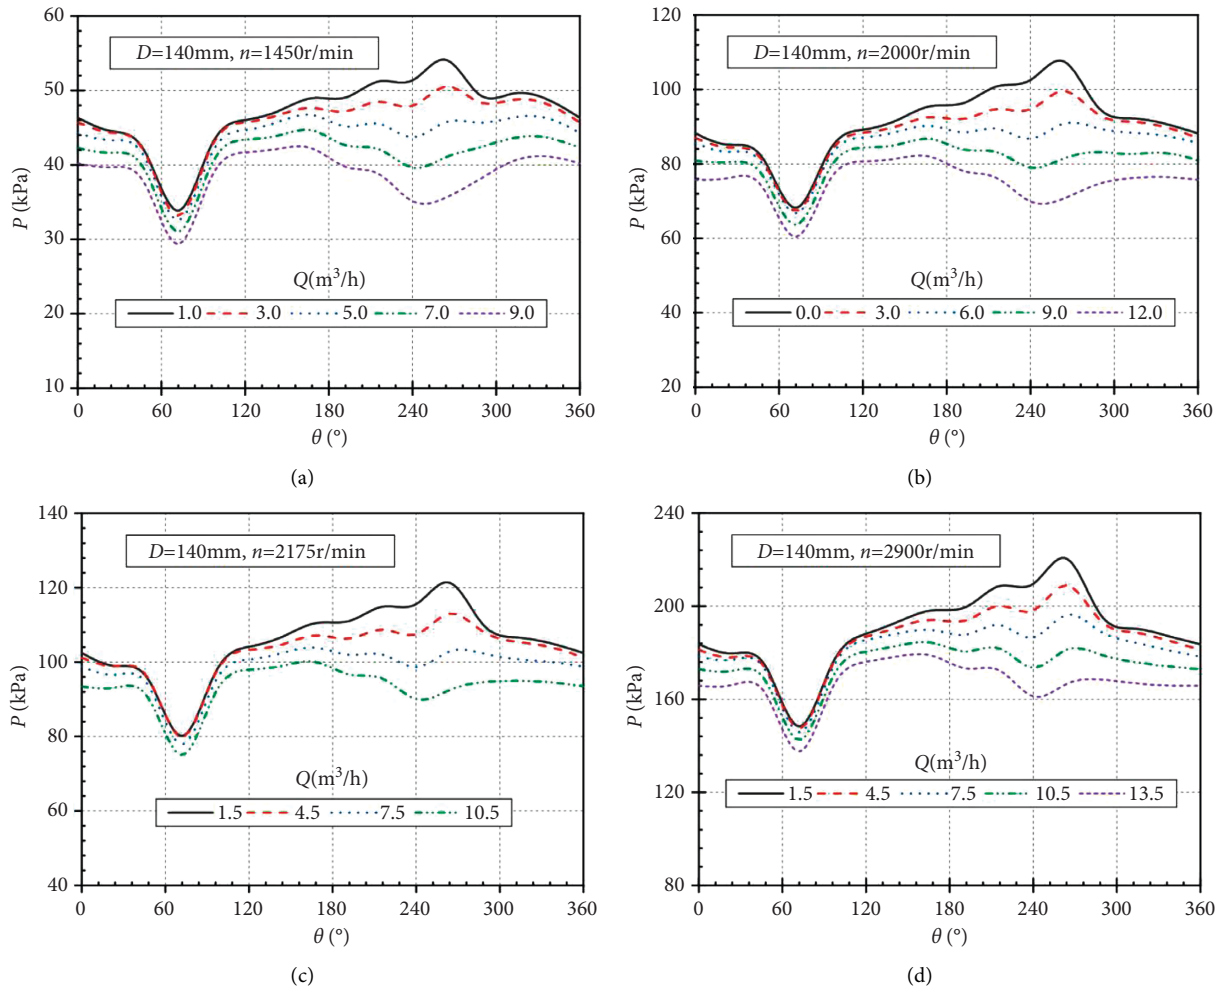 60
50
40
30
20
10
P (kPa)
D=140mm, n=1450r/min
Q(m³/h)
1.0 3.0 5.0 7.0 9.0
0 60 120 180 240 300 360
θ (°)
(a)
120
100
80
60
40
20
P (kPa)
D=140mm, n=2000r/min
Q(m³/h)
0.0 3.0 6.0 9.0 12.0
0 60 120 180 240 300 360
θ (°)
(b)
140
120
100
80
60
40
P (kPa)
D=140mm, n=2175r/min
Q(m³/h)
1.5 4.5 7.5 10.5
0 60 120 180 240 300 360
θ (°)
(c)
240
200
160
120
80
P (kPa)
D=140mm, n=2900r/min
Q(m³/h)
1.5 4.5 7.5 10.5 13.5
0 60 120 180 240 300 360
θ (°)
(d)